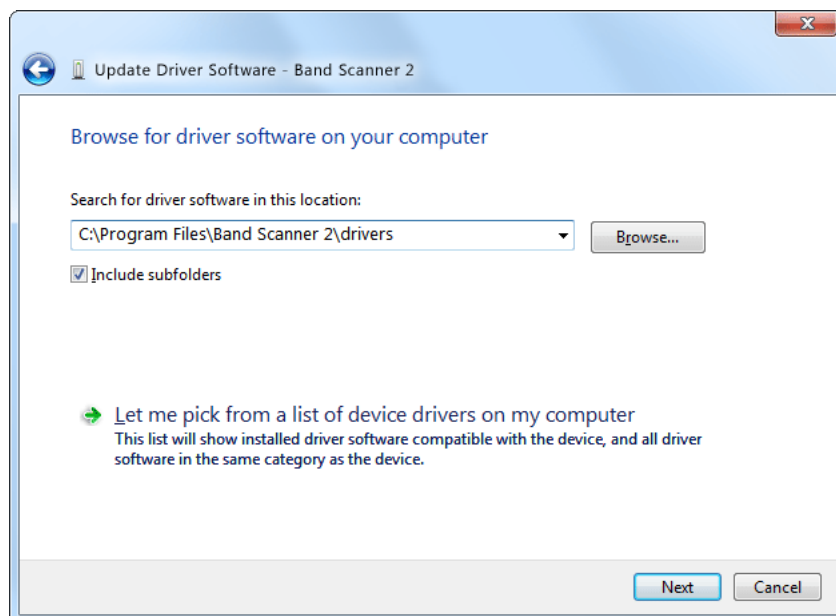 Update Driver Software - Band Scanner 2
Browse for driver software on your computer
Search for driver software in this location:
C:\Program Files\Band Scanner 2\drivers
Browse...
Include subfolders
Let me pick from a list of device drivers on my computer
This list will show installed driver software compatible with the device, and all driver
software in the same category as the device.
Next
Cancel